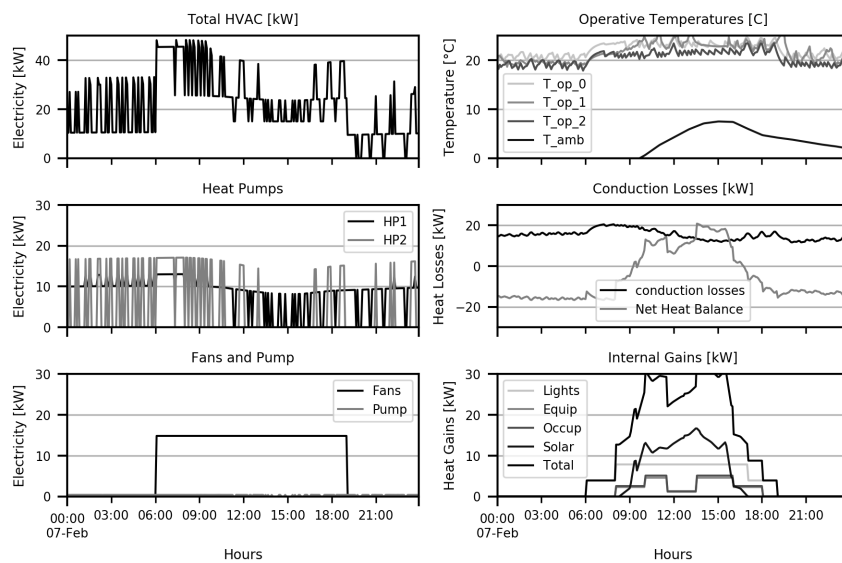 Total HVAC [kW]
Electricity [kW]
40
20
0
Operative Temperatures [C]
Temperature [°C]
20
0
T_op_0
T_op_1
T_op_2
T_amb
Heat Pumps
Electricity [kW]
30
20
10
0
HP1
HP2
Conduction Losses [kW]
Heat Losses [kW]
20
0
−20
conduction losses
Net Heat Balance
Fans and Pump
Electricity [kW]
30
20
10
0
Fans
Pump
00:00 03:00 06:00 09:00 12:00 15:00 18:00 21:00
07-Feb
Hours
Internal Gains [kW]
Heat Gains [kW]
30
20
10
0
Lights
Equip
Occup
Solar
Total
00:00 03:00 06:00 09:00 12:00 15:00 18:00 21:00
07-Feb
Hours